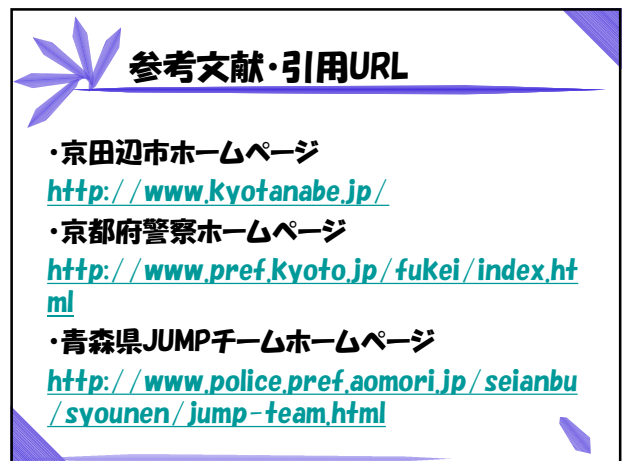 参考文献・引用URL
・京田辺市ホームページ
http://www.kyotanabe.jp/
・京都府警察ホームページ
http://www.pref.kyoto.jp/fukei/index.ht
ml
・青森県JUMPチームホームページ
http://www.police.pref.aomori.jp/seianbu
/syounen/jump-team.html